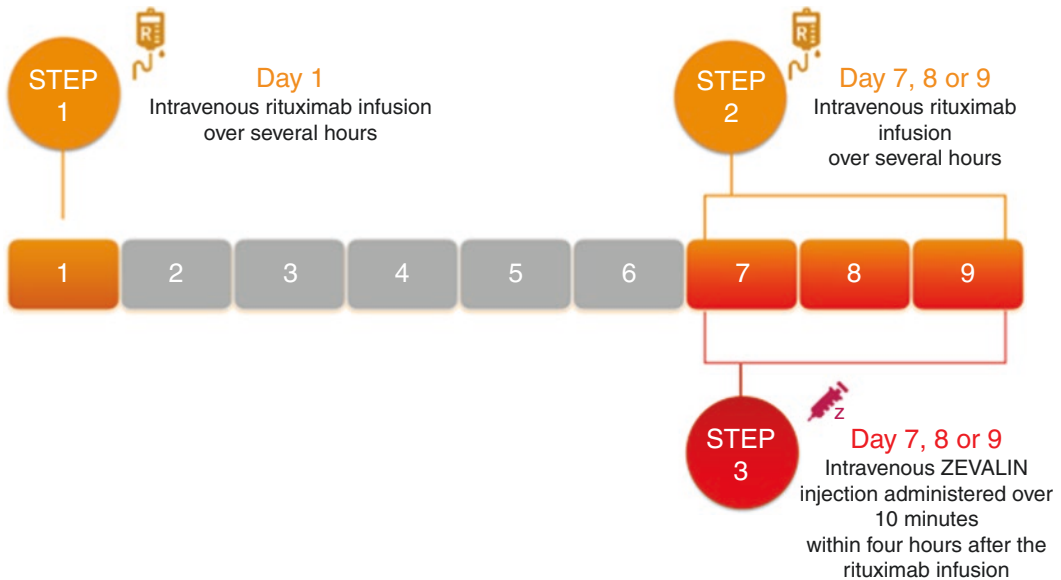 R
STEP
1
Day 1
Intravenous rituximab infusion
over several hours
R
STEP
2
Day 7, 8 or 9
Intravenous rituximab
infusion
over several hours
1 2 3 4 5 6 7 8 9
STEP
3
z
Day 7, 8 or 9
Intravenous ZEVALIN
injection administered over
10 minutes
within four hours after the
rituximab infusion